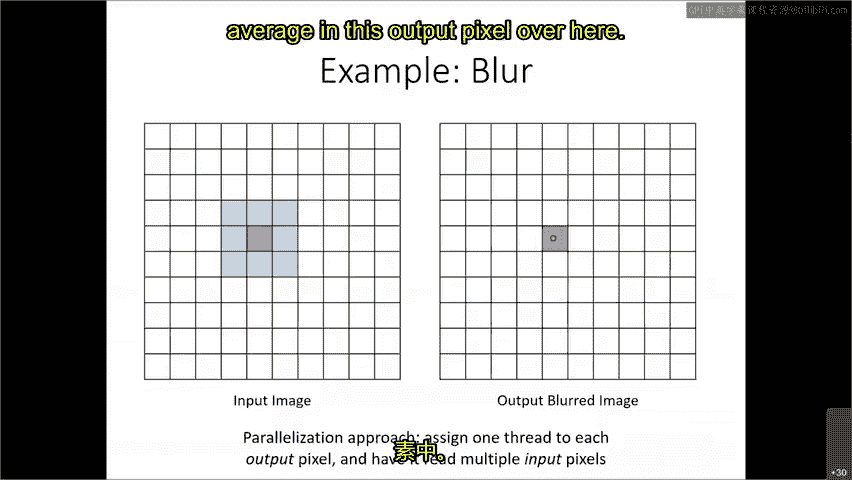 average in this output pixel over here.
Example: Blur
Input Image
Output Blurred Image
Parallelization approach: assign one thread to each
output pixel, and have it read multiple input pixels
素中。
+30